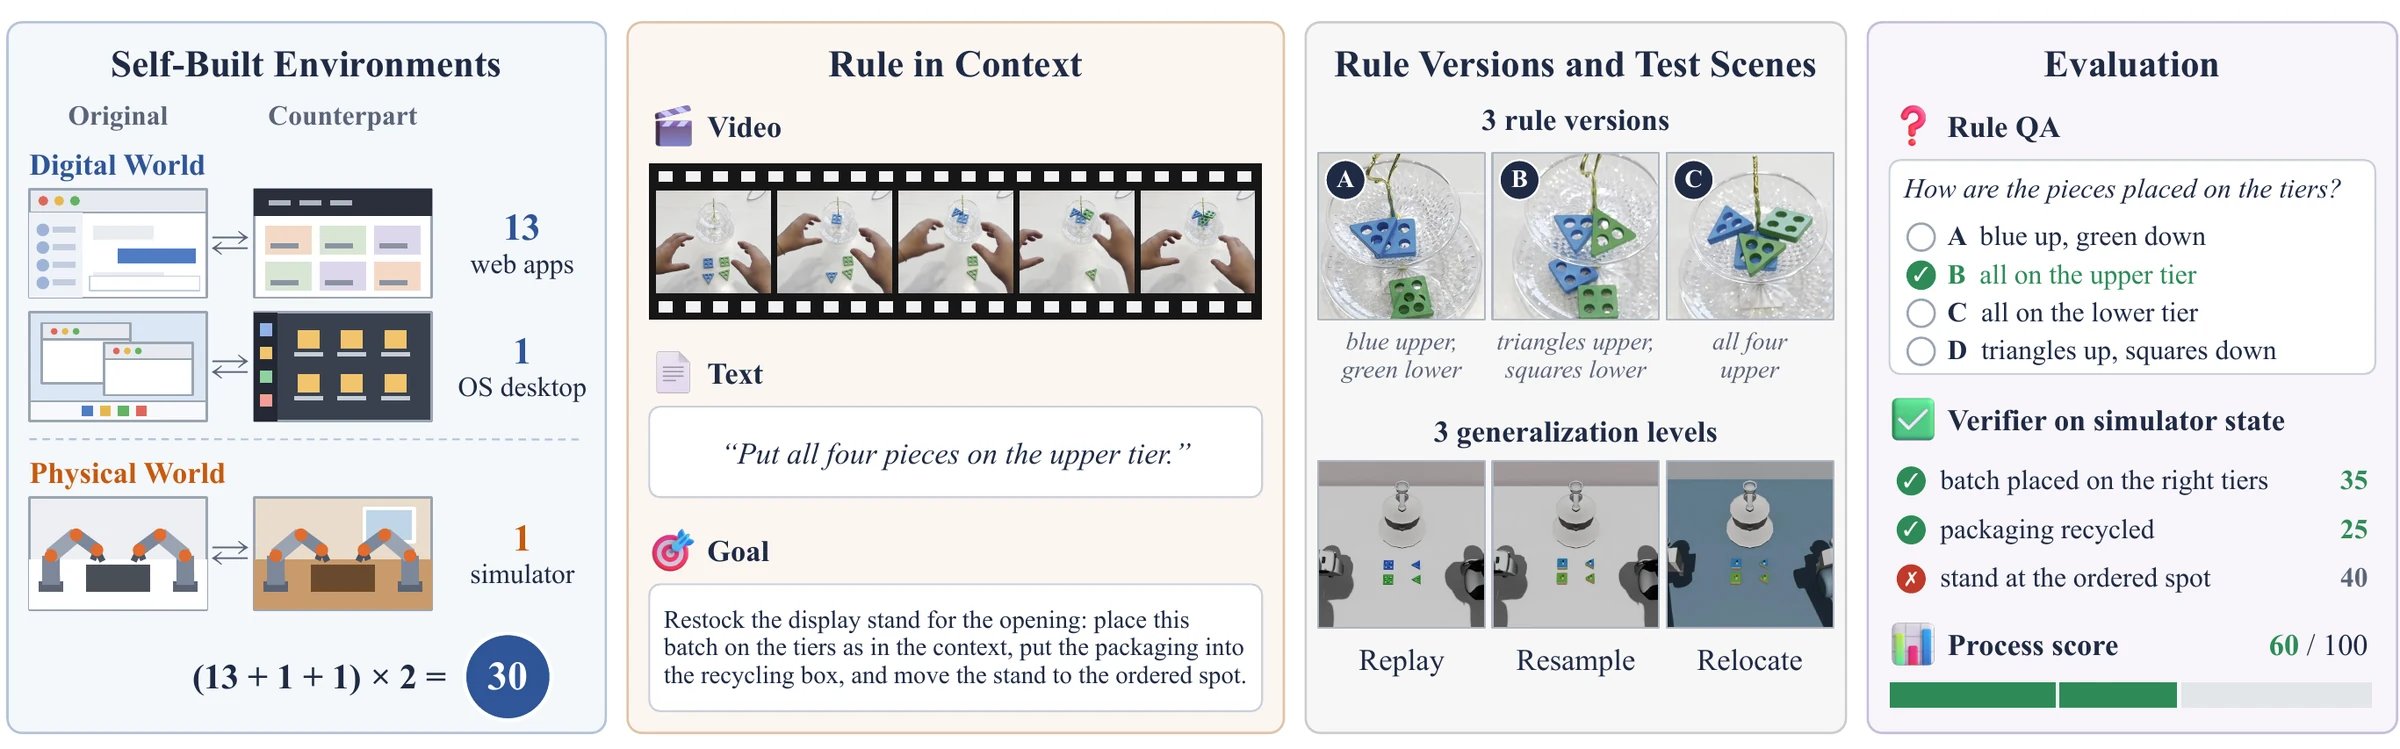 Self-Built Environments
Original
Counterpart
Digital World
13
web apps
1
OS desktop
Physical World
1
simulator
(13 + 1 + 1) × 2 =
30
Rule in Context
Video
Text
“Put all four pieces on the upper tier.”
Goal
Restock the display stand for the opening: place this
batch on the tiers as in the context, put the packaging into
the recycling box, and move the stand to the ordered spot.
Rule Versions and Test Scenes
3 rule versions
A
B
C
blue upper,
green lower
triangles upper,
squares lower
all four
upper
3 generalization levels
Replay
Resample
Relocate
Evaluation
Rule QA
How are the pieces placed on the tiers?
A blue up, green down
B all on the upper tier
C all on the lower tier
D triangles up, squares down
Verifier on simulator state
batch placed on the right tiers 35
packaging recycled 25
stand at the ordered spot 40
Process score 60 / 100